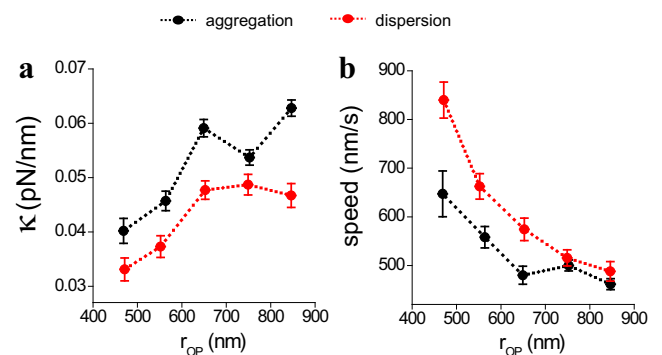 aggregation dispersion
a
b
κ (pN/nm)
0.07
0.06
0.05
0.04
0.03
400 500 600 700 800 900
r_OP (nm)
speed (nm/s)
900
800
700
600
500
400 500 600 700 800 900
r_OP (nm)